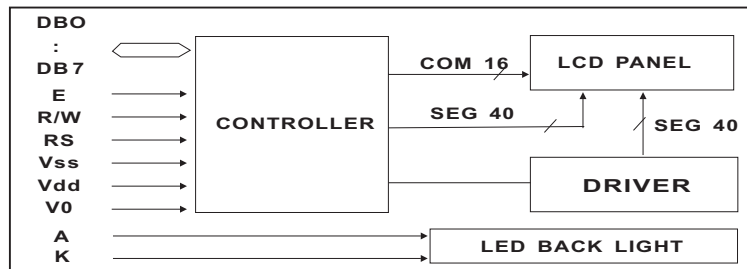 DBO
:
DB7
E
R/W
RS
Vss
Vdd
V0
A
K
CONTROLLER
COM 16
SEG 40
LCD PANEL
SEG 40
DRIVER
LED BACK LIGHT